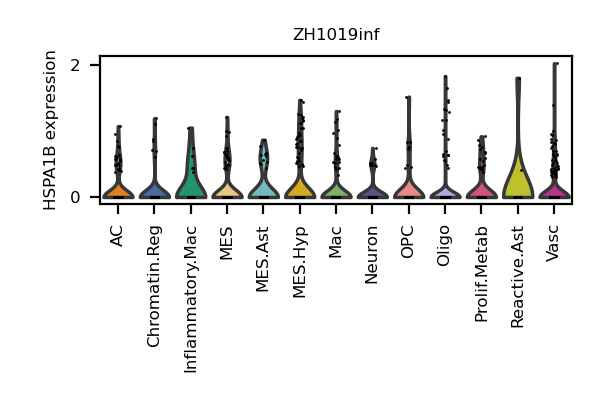 ZH1019inf
HSPA1B expression
2
0
AC
Chromatin.Reg
Inflammatory.Mac
MES
MES.Ast
MES.Hyp
Mac
Neuron
OPC
Oligo
Prolif.Metab
Reactive.Ast
Vasc